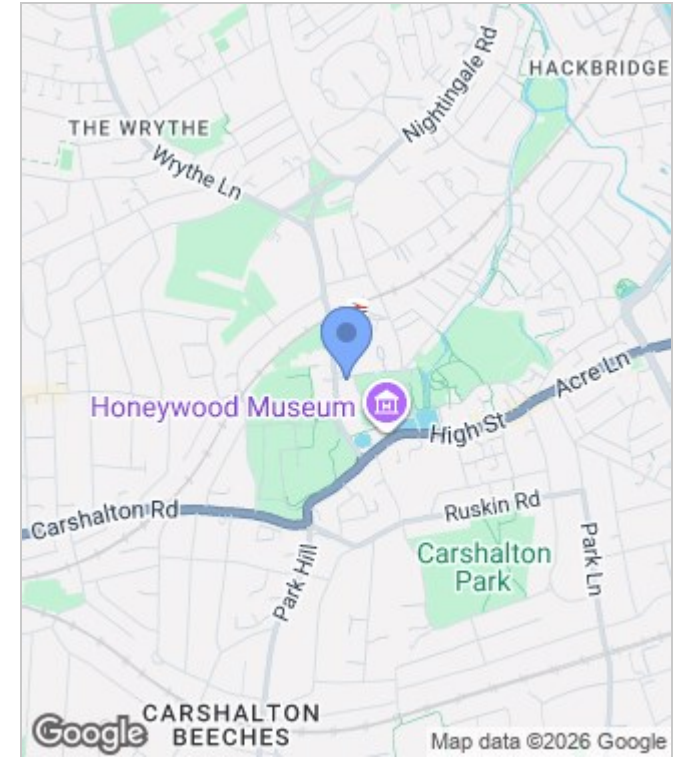 HACKBRIDGE
Nightingale Rd
THE WRYTHE
Wrythe Ln
Honeywood Museum
Acre Ln
High St
Carshalton Rd
Ruskin Rd
Carshalton
Park
Park Ln
Park Hill
CARSHALTON
BEECHES
Google
Map data ©2026 Google